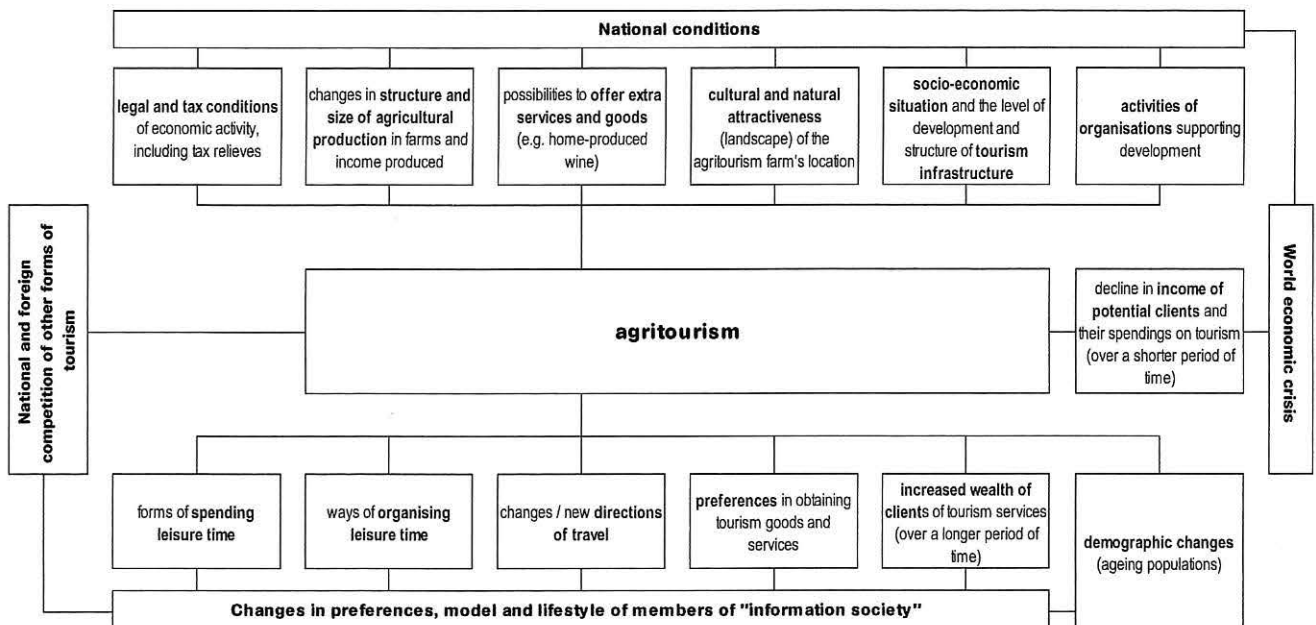 National conditions
legal and tax conditions
of economic activity,
including tax relieves
changes in structure and
size of agricultural
production in farms and
income produced
possibilities to offer extra
services and goods
(e.g. home-produced
wine)
cultural and natural
attractiveness
(landscape) of the
agritourism farm's location
socio-economic
situation and the level of
development and
structure of tourism
infrastructure
activities of
organisations supporting
development
National and foreign
competition of other forms of
tourism
agritourism
decline in income of
potential clients and
their spendings on tourism
(over a shorter period of
time)
World economic crisis
forms of spending
leisure time
ways of organising
leisure time
changes / new directions
of travel
preferences in obtaining
tourism goods and
services
increased wealth of
clients of tourism services
(over a longer period of
time)
demographic changes
(ageing populations)
Changes in preferences, model and lifestyle of members of "information society"